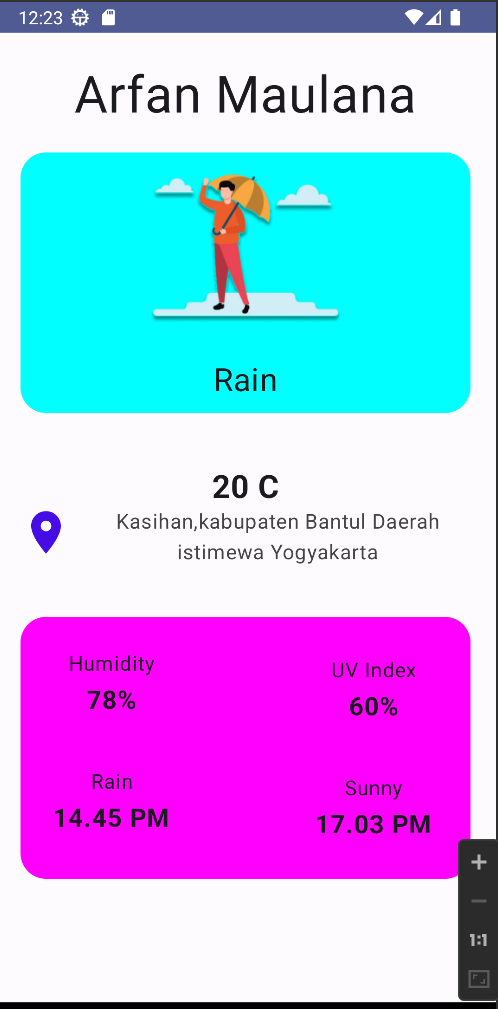 12:23
Arfan Maulana
Rain
20 C
Kasihan,kabupaten Bantul Daerah
istimewa Yogyakarta
Humidity
78%
UV Index
60%
Rain
14.45 PM
Sunny
17.03 PM
1:1